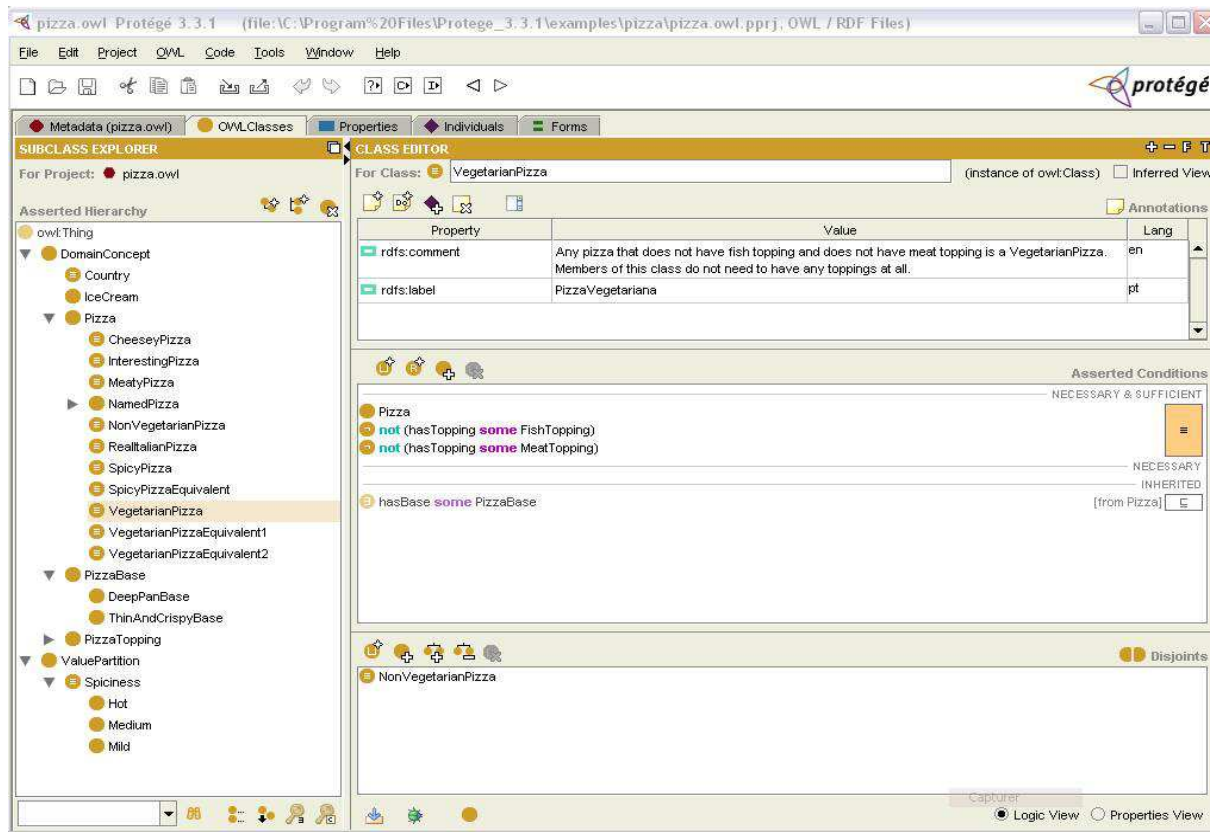 pizza.owl Protégé 3.3.1 (file:\C:\Program%20Files\Protege_3.3.1\examples\pizza\pizza.owl.pprj, OWL / RDF Files)
File Edit Project OWL Code Tools Window Help
protégé
Metadata (pizza.owl) OWLClasses Properties Individuals Forms
SUBCLASS EXPLORER
For Project: pizza.owl
Asserted Hierarchy
owl:Thing
DomainConcept
Country
IceCream
Pizza
CheeseyPizza
InterestingPizza
MeatyPizza
NamedPizza
NonVegetarianPizza
RealItalianPizza
SpicyPizza
SpicyPizzaEquivalent
VegetarianPizza
VegetarianPizzaEquivalent1
VegetarianPizzaEquivalent2
PizzaBase
DeepPanBase
ThinAndCrispyBase
PizzaTopping
ValuePartition
Spiciness
Hot
Medium
Mild
CLASS EDITOR
F T
For Class: VegetarianPizza (instance of owl:Class) Inferred View
Annotations
Property Value Lang
rdfs:comment Any pizza that does not have fish topping and does not have meat topping is a VegetarianPizza. en
Members of this class do not need to have any toppings at all.
rdfs:label PizzaVegetariana pt
Asserted Conditions
NECESSARY & SUFFICIENT
Pizza
not (hasTopping some FishTopping)
≡
not (hasTopping some MeatTopping)
NECESSARY
INHERITED
hasBase some PizzaBase [from Pizza] ⊑
Disjoints
NonVegetarianPizza
Capturer
Logic View Properties View